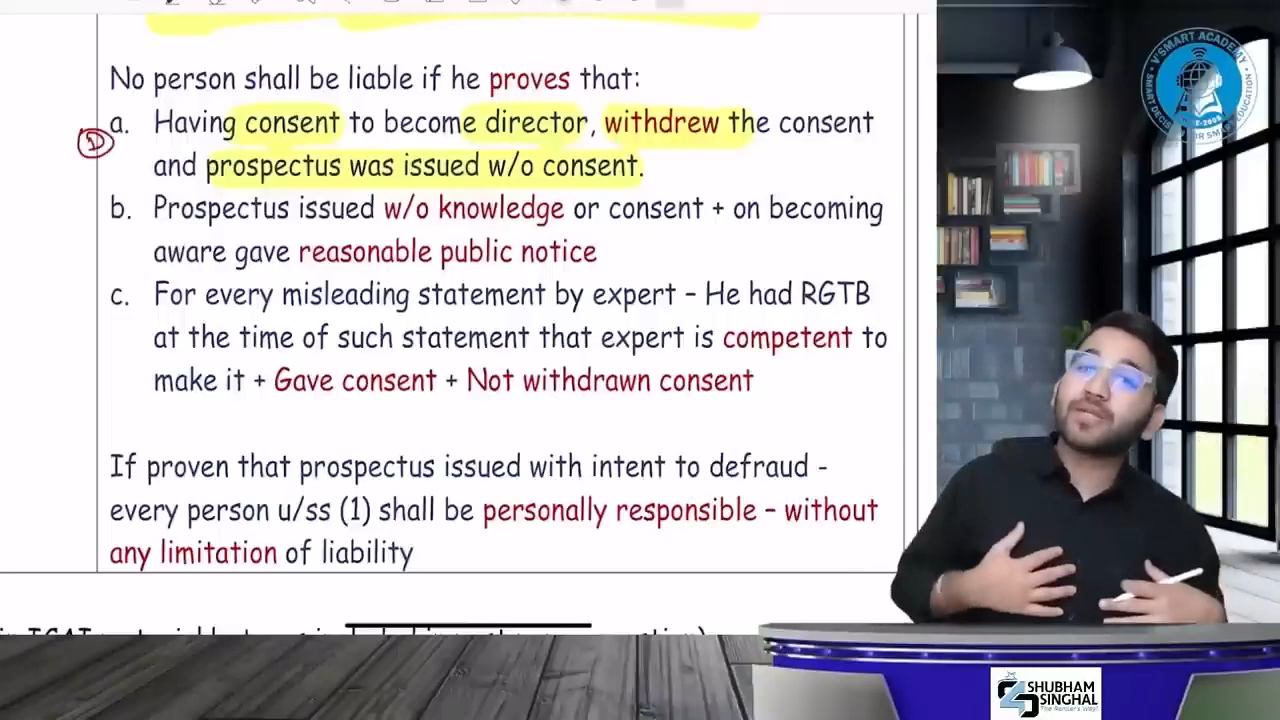 No person shall be liable if he proves that:
a. Having consent to become director, withdrew the consent
and prospectus was issued w/o consent.
b. Prospectus issued w/o knowledge or consent + on becoming
aware gave reasonable public notice
c. For every misleading statement by expert – He had RGTB
at the time of such statement that expert is competent to
make it + Gave consent + Not withdrawn consent
If proven that prospectus issued with intent to defraud -
every person u/ss (1) shall be personally responsible – without
any limitation of liability
D
V'SMART ACADEMY
SHUBHAM
SINGHAL